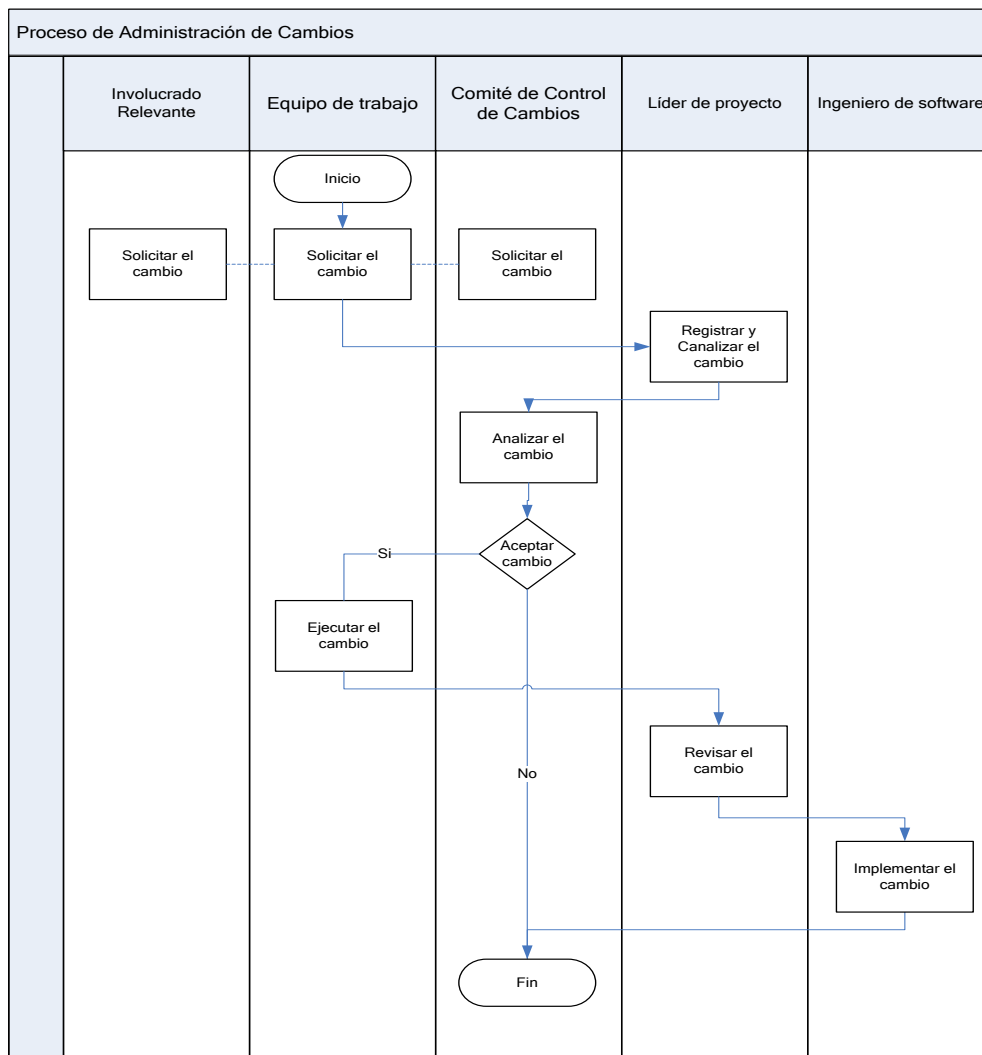 Proceso de Administración de Cambios
Involucrado
Relevante
Equipo de trabajo
Comité de Control
de Cambios
Líder de proyecto
Ingeniero de software
Inicio
Solicitar el
cambio
Solicitar el
cambio
Solicitar el
cambio
Registrar y
Canalizar el
cambio
Analizar el
cambio
Aceptar
cambio
Si
Ejecutar el
cambio
Revisar el
cambio
No
Implementar el
cambio
Fin